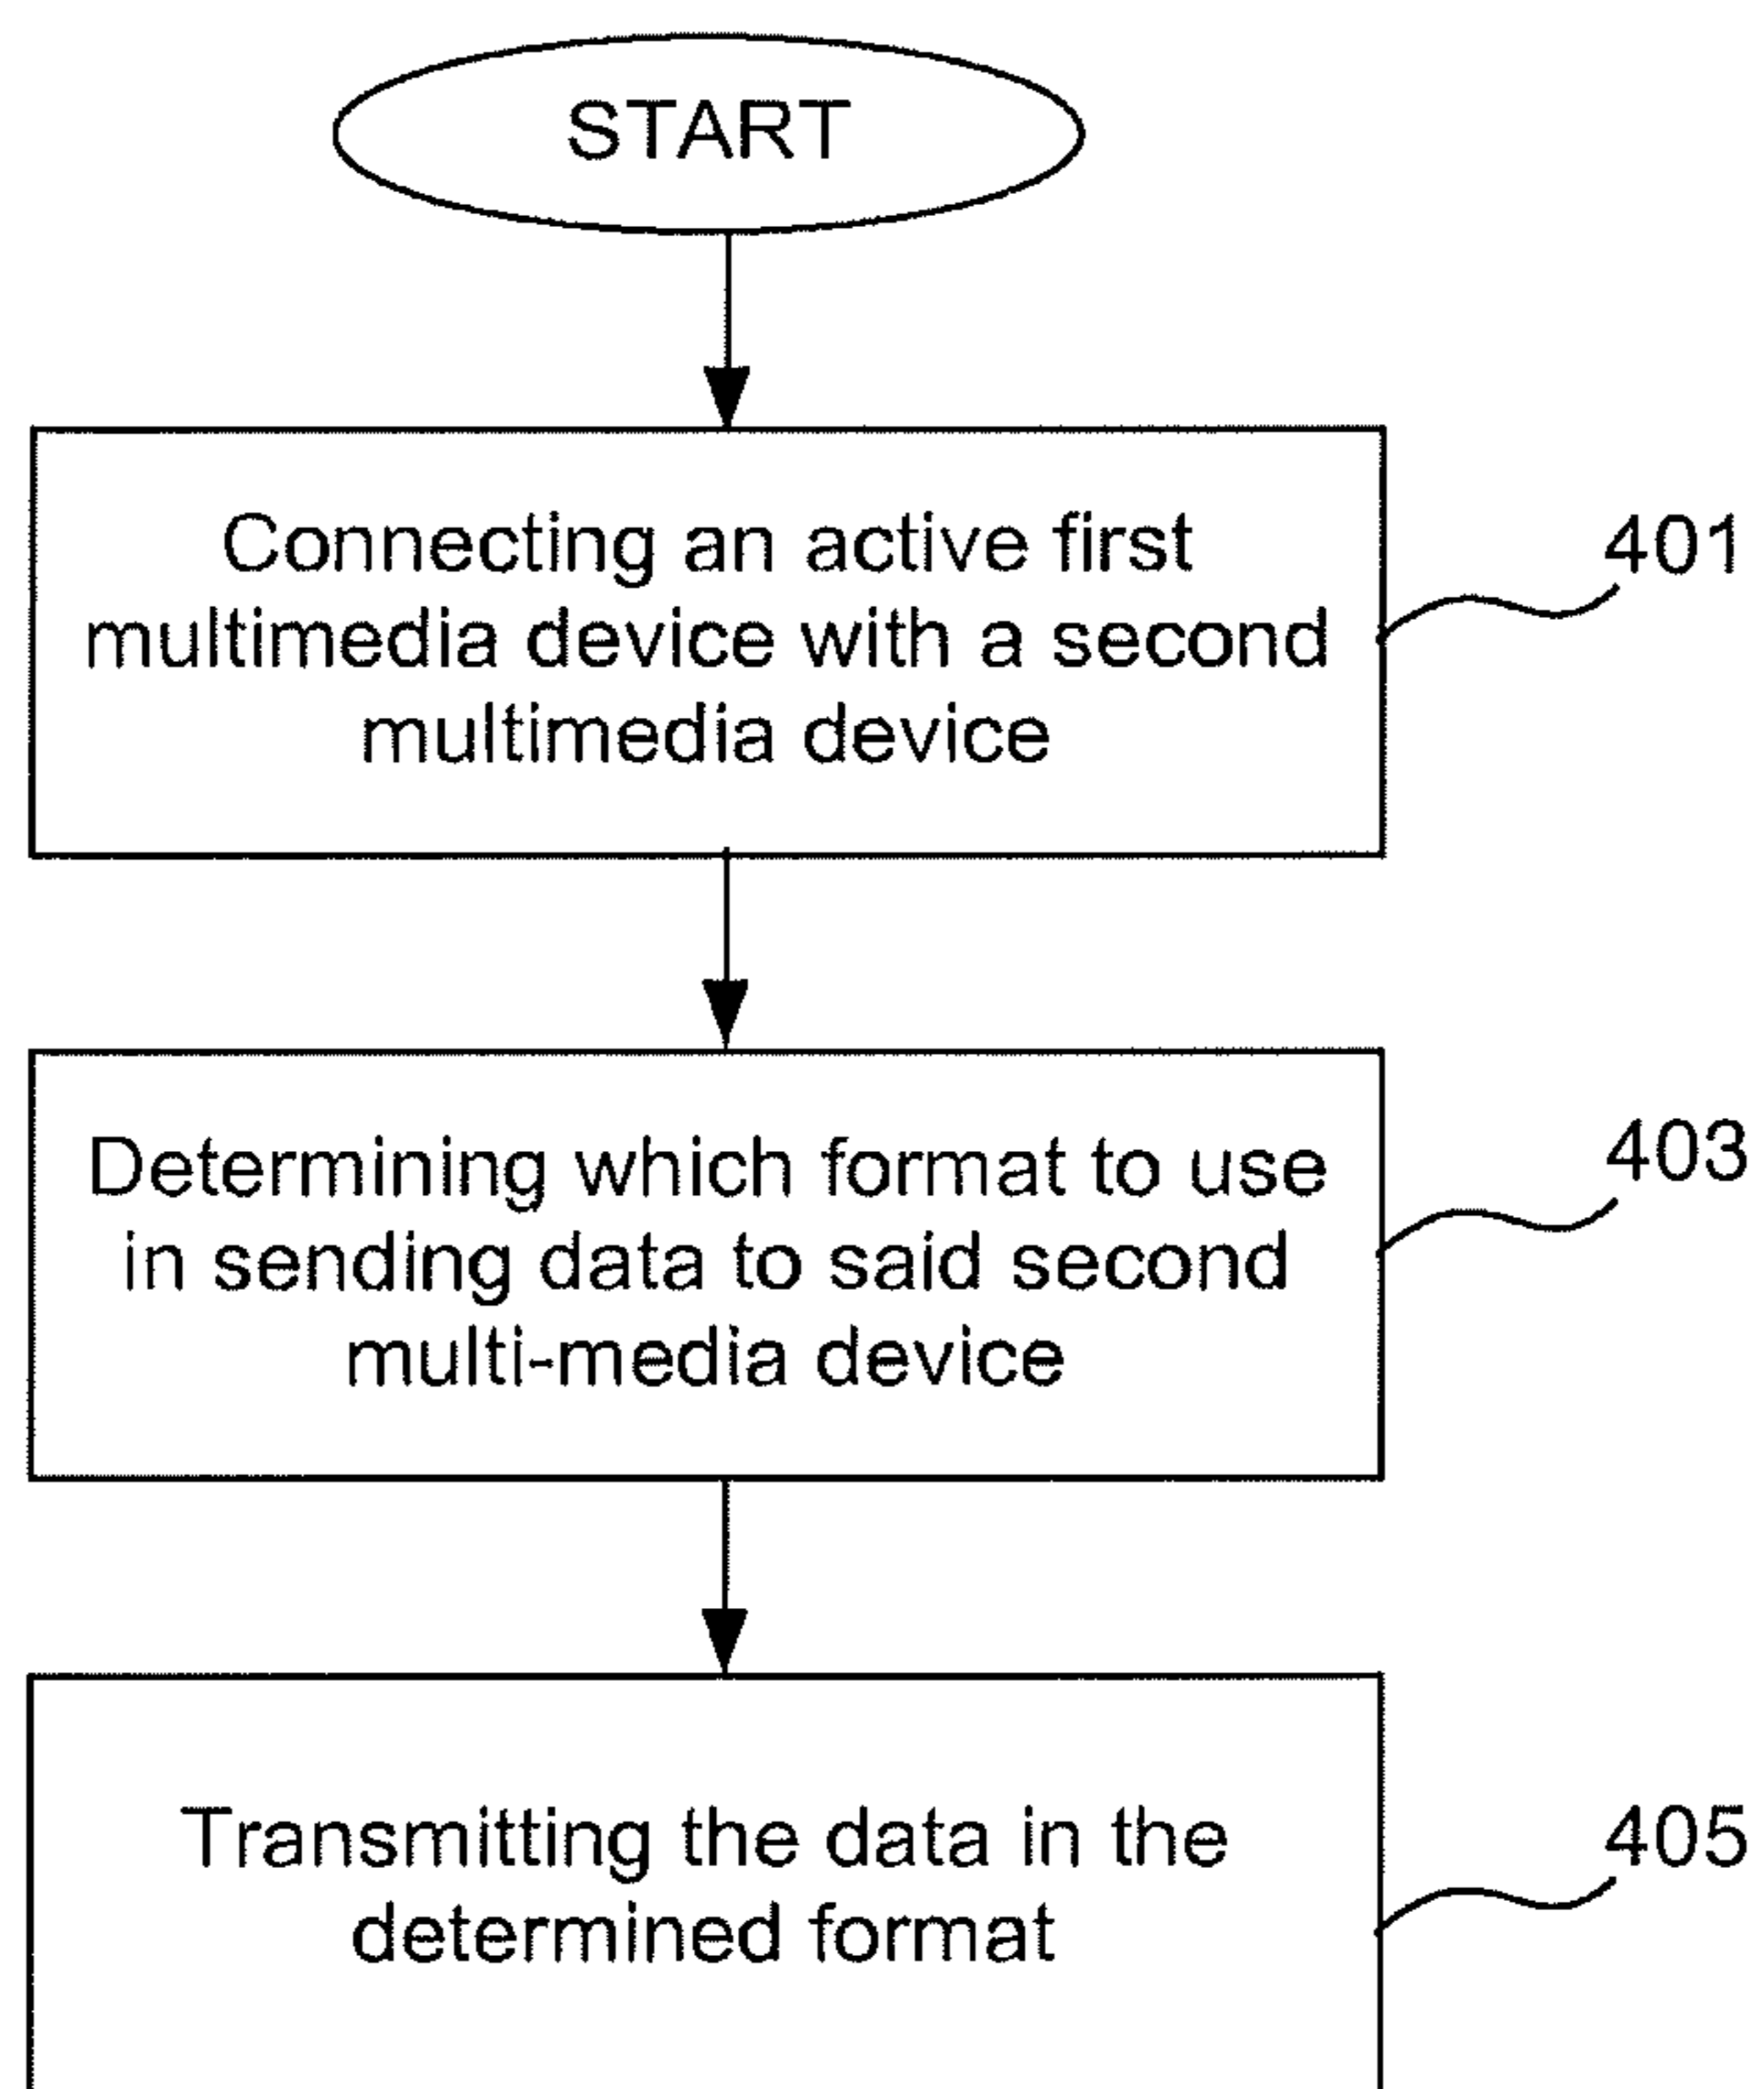 START
Connecting an active first
multimedia device with a second
multimedia device
401
Determining which format to use
in sending data to said second
multi-media device
403
Transmitting the data in the
determined format
405